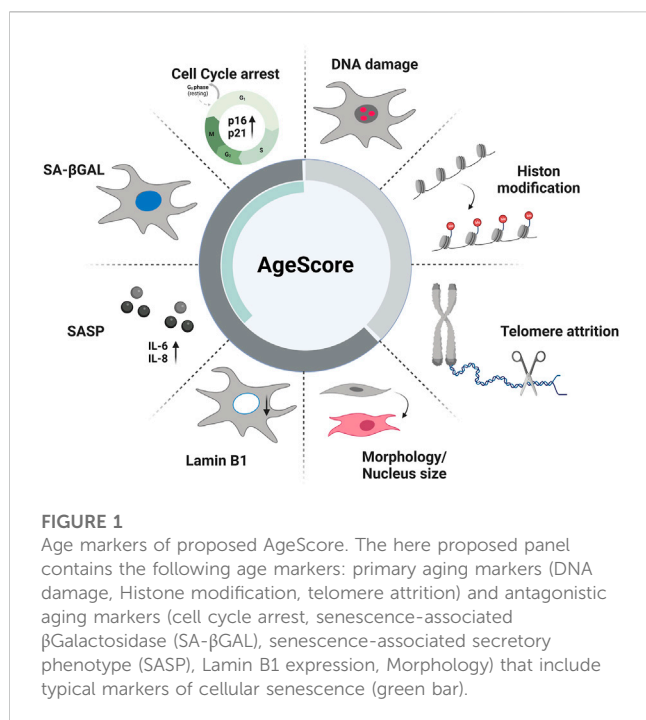 DNA damage
Cell Cycle arrest
G₀ phase
(resting)
G₁
p16
p21
M
S
G₂
SA-βGAL
Histon
modification
AgeScore
SASP
IL-6
IL-8
Telomere attrition
Lamin B1
Morphology/
Nucleus size
FIGURE 1
Age markers of proposed AgeScore. The here proposed panel
contains the following age markers: primary aging markers (DNA
damage, Histone modification, telomere attrition) and antagonistic
aging markers (cell cycle arrest, senescence-associated
βGalactosidase (SA-βGAL), senescence-associated secretory
phenotype (SASP), Lamin B1 expression, Morphology) that include
typical markers of cellular senescence (green bar).